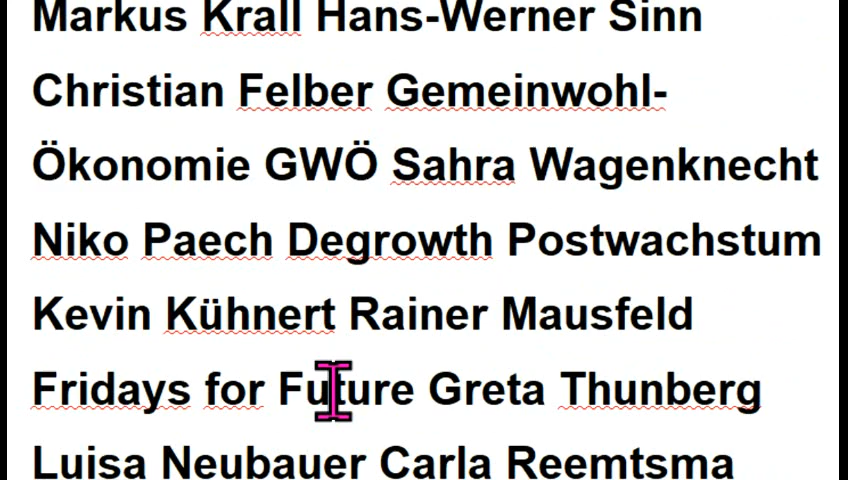 Markus Krall Hans-Werner Sinn
Christian Felber Gemeinwohl-
Ökonomie GWÖ Sahra Wagenknecht
Niko Paech Degrowth Postwachstum
Kevin Kühnert Rainer Mausfeld
Fridays for Future Greta Thunberg
Luisa Neubauer Carla Reemtsma